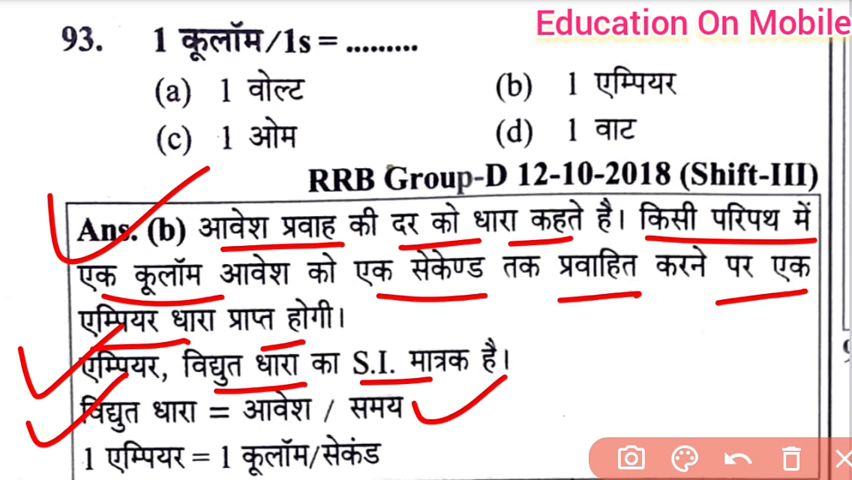 Education On Mobile
93. 1 कूलॉम/1s = .........
(a) 1 वोल्ट (b) 1 एम्पियर
(c) 1 ओम (d) 1 वाट
RRB Group-D 12-10-2018 (Shift-III)
Ans. (b) आवेश प्रवाह की दर को धारा कहते है। किसी परिपथ में
एक कूलॉम आवेश को एक सेकेण्ड तक प्रवाहित करने पर एक
एम्पियर धारा प्राप्त होगी।
एम्पियर, विद्युत धारा का S.I. मात्रक है।
विद्युत धारा = आवेश / समय
1 एम्पियर = 1 कूलॉम/सेकंड